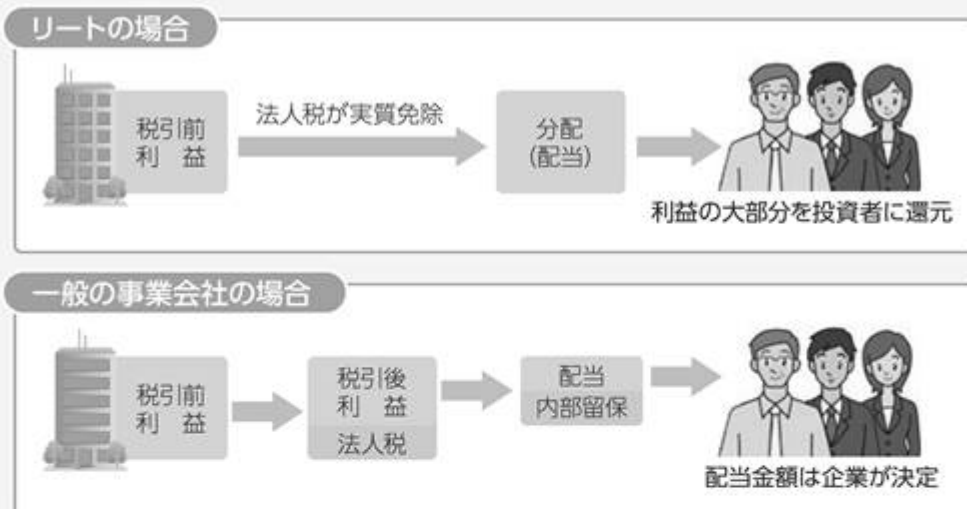 リートの場合
税引前
利　益
法人税が実質免除
分配
(配当)
利益の大部分を投資者に還元
一般の事業会社の場合
税引前
利　益
税引後
利　益
法人税
配当
内部留保
配当金額は企業が決定